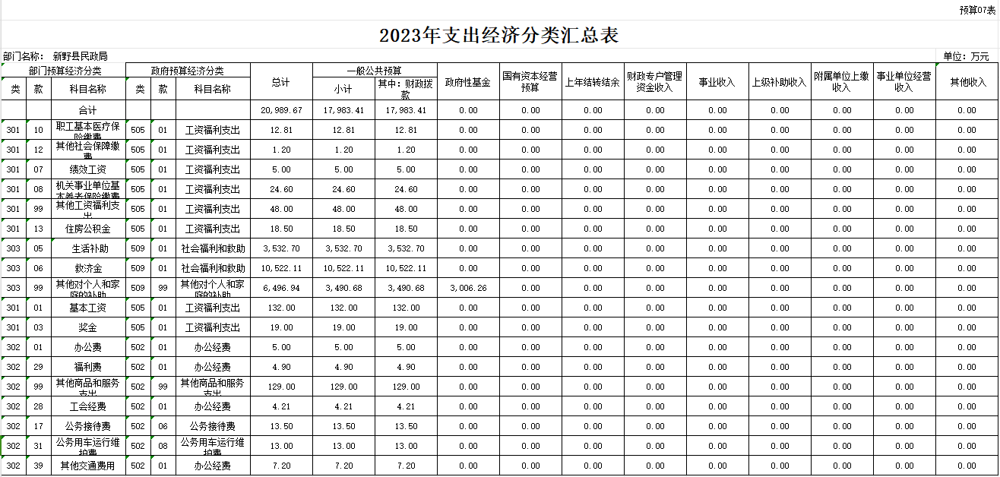 预算07表
2023年支出经济分类汇总表
部门名称： 新野县民政局 单位：万元
部门预算经济分类 政府预算经济分类 总计 一般公共预算 政府性基金 国有资本经营预算 上年结转结余 财政专户管理资金收入 事业收入 上级补助收入 附属单位上缴收入 事业单位经营收入 其他收入
类 款 科目名称 类 款 科目名称 小计 其中：财政拨款
合计 20,989.67 17,983.41 17,983.41 0.00 0.00 0.00 0.00 0.00 0.00 0.00 0.00 0.00
301 10 职工基本医疗保险缴费 505 01 工资福利支出 12.81 12.81 12.81 0.00 0.00 0.00 0.00 0.00 0.00 0.00 0.00 0.00
301 12 其他社会保障缴费 505 01 工资福利支出 1.20 1.20 1.20 0.00 0.00 0.00 0.00 0.00 0.00 0.00 0.00 0.00
301 07 绩效工资 505 01 工资福利支出 5.00 5.00 5.00 0.00 0.00 0.00 0.00 0.00 0.00 0.00 0.00 0.00
301 08 机关事业单位基本养老保险缴费 505 01 工资福利支出 24.60 24.60 24.60 0.00 0.00 0.00 0.00 0.00 0.00 0.00 0.00 0.00
301 99 其他工资福利支出 505 01 工资福利支出 48.00 48.00 48.00 0.00 0.00 0.00 0.00 0.00 0.00 0.00 0.00 0.00
301 13 住房公积金 505 01 工资福利支出 18.50 18.50 18.50 0.00 0.00 0.00 0.00 0.00 0.00 0.00 0.00 0.00
303 05 生活补助 509 01 社会福利和救助 3,532.70 3,532.70 3,532.70 0.00 0.00 0.00 0.00 0.00 0.00 0.00 0.00 0.00
303 06 救济金 509 01 社会福利和救助 10,522.11 10,522.11 10,522.11 0.00 0.00 0.00 0.00 0.00 0.00 0.00 0.00 0.00
303 99 其他对个人和家庭的补助 509 99 其他对个人和家庭的补助 6,496.94 3,490.68 3,490.68 3,006.26 0.00 0.00 0.00 0.00 0.00 0.00 0.00 0.00
301 01 基本工资 505 01 工资福利支出 132.00 132.00 132.00 0.00 0.00 0.00 0.00 0.00 0.00 0.00 0.00 0.00
301 03 奖金 505 01 工资福利支出 19.00 19.00 19.00 0.00 0.00 0.00 0.00 0.00 0.00 0.00 0.00 0.00
302 01 办公费 502 01 办公经费 5.00 5.00 5.00 0.00 0.00 0.00 0.00 0.00 0.00 0.00 0.00 0.00
302 29 福利费 502 01 办公经费 4.90 4.90 4.90 0.00 0.00 0.00 0.00 0.00 0.00 0.00 0.00 0.00
302 99 其他商品和服务支出 502 99 其他商品和服务支出 129.00 129.00 129.00 0.00 0.00 0.00 0.00 0.00 0.00 0.00 0.00 0.00
302 28 工会经费 502 01 办公经费 4.21 4.21 4.21 0.00 0.00 0.00 0.00 0.00 0.00 0.00 0.00 0.00
302 17 公务接待费 502 06 公务接待费 13.50 13.50 13.50 0.00 0.00 0.00 0.00 0.00 0.00 0.00 0.00 0.00
302 31 公务用车运行维护费 502 08 公务用车运行维护费 13.00 13.00 13.00 0.00 0.00 0.00 0.00 0.00 0.00 0.00 0.00 0.00
302 39 其他交通费用 502 01 办公经费 7.20 7.20 7.20 0.00 0.00 0.00 0.00 0.00 0.00 0.00 0.00 0.00